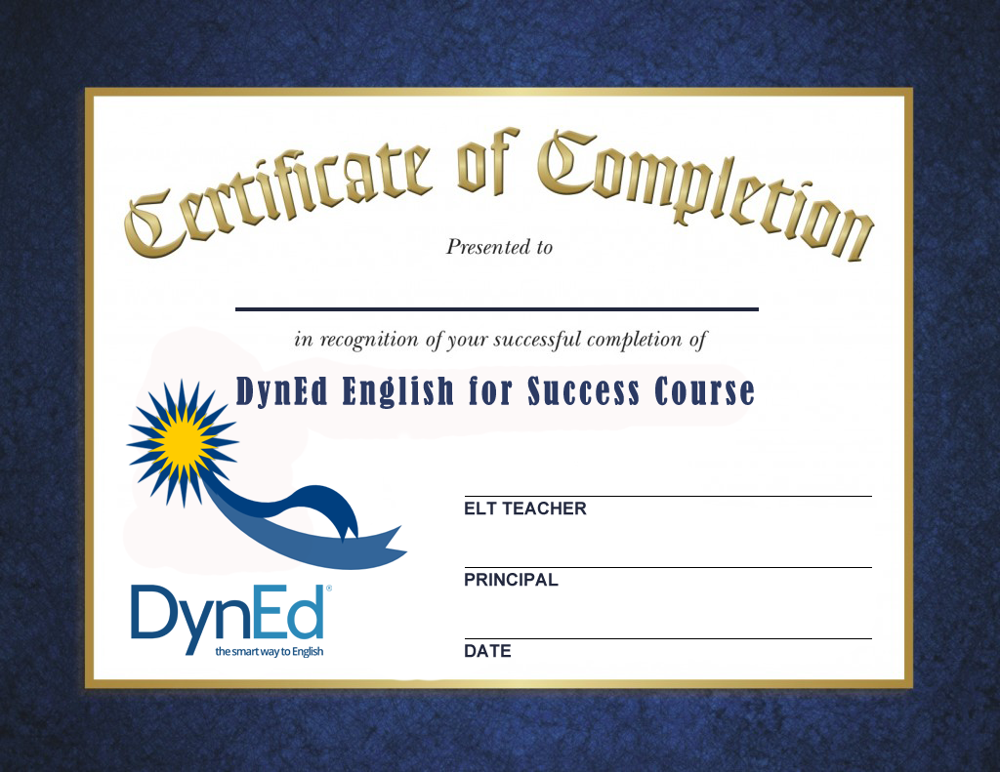 Certificate of Completion
Presented to
in recognition of your successful completion of
DynEd English for Success Course
ELT TEACHER
PRINCIPAL
DATE
DynEd®
the smart way to English